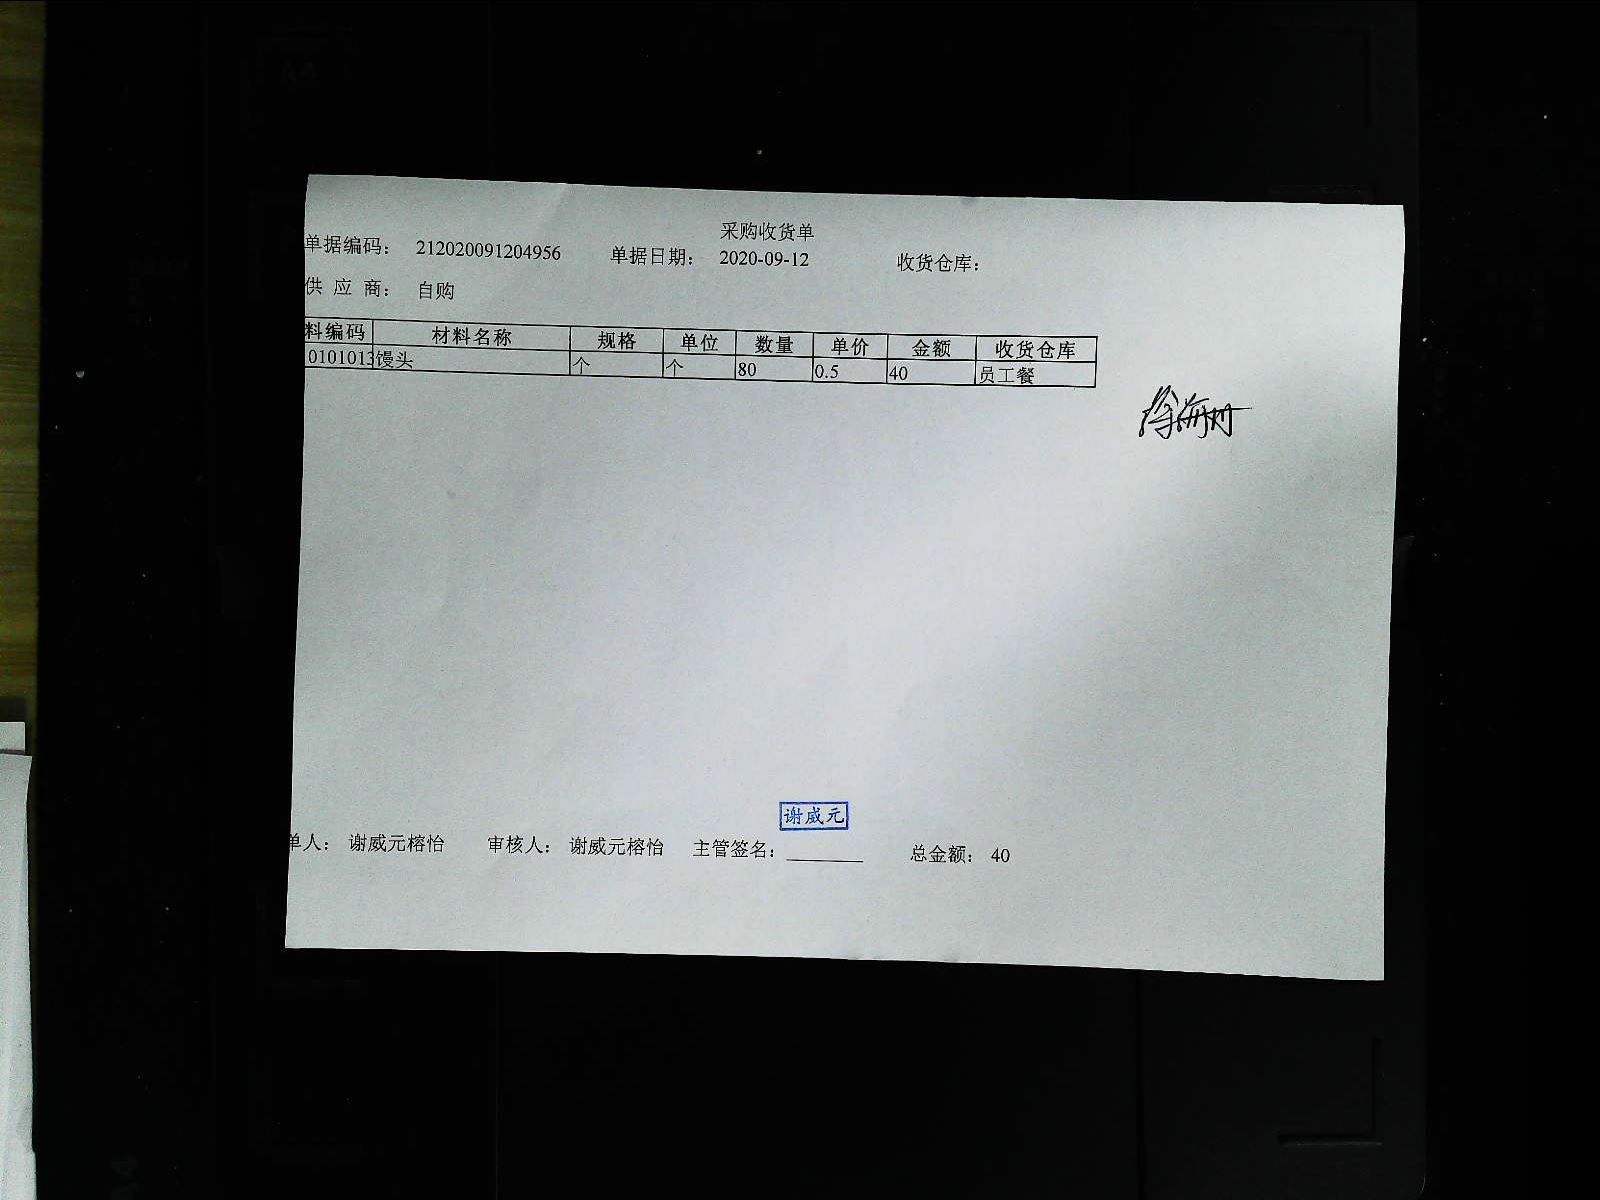 采购收货单
单据编码： 212020091204956 单据日期： 2020-09-12 收货仓库：
供 应 商： 自购
料编码 材料名称 规格 单位 数量 单价 金额 收货仓库
0101013 馒头 个 个 80 0.5 40 员工餐
谢威元
单人： 谢威元榕怡 审核人： 谢威元榕怡 主管签名：________ 总金额： 40